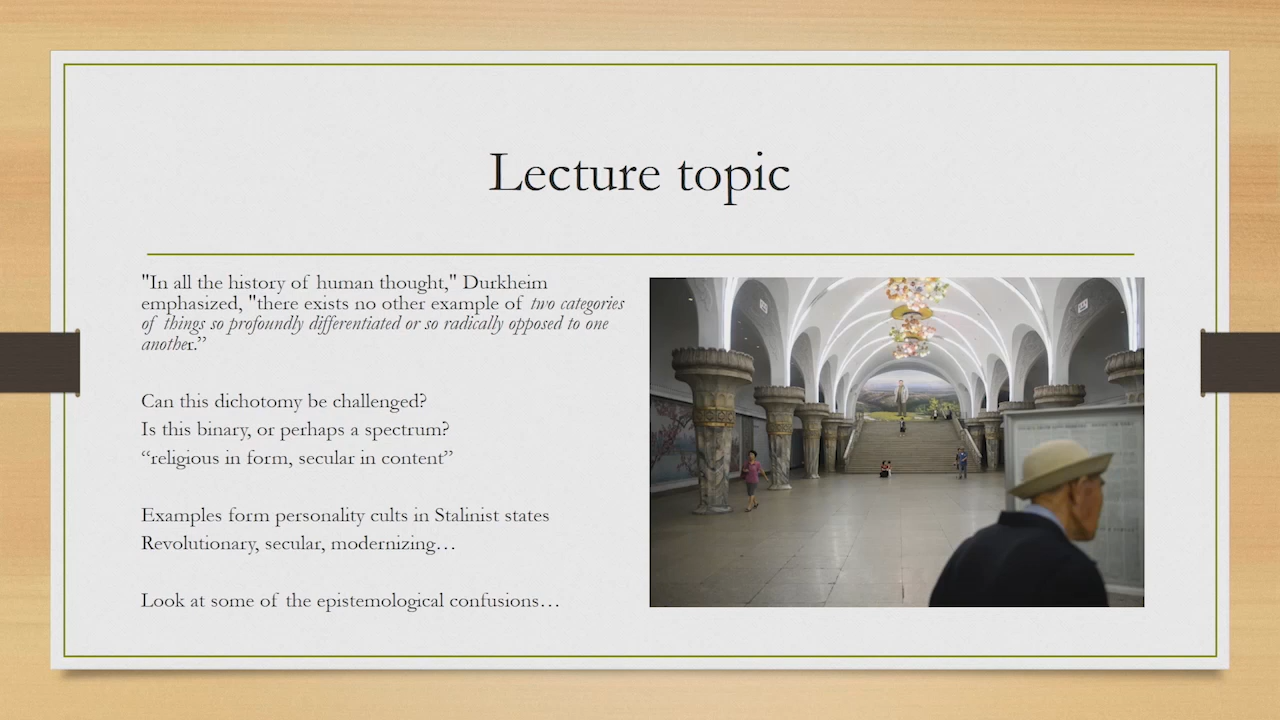 Lecture topic
"In all the history of human thought," Durkheim
emphasized, "there exists no other example of two categories
of things so profoundly differentiated or so radically opposed to one
another.”
Can this dichotomy be challenged?
Is this binary, or perhaps a spectrum?
“religious in form, secular in content”
Examples form personality cults in Stalinist states
Revolutionary, secular, modernizing…
Look at some of the epistemological confusions…